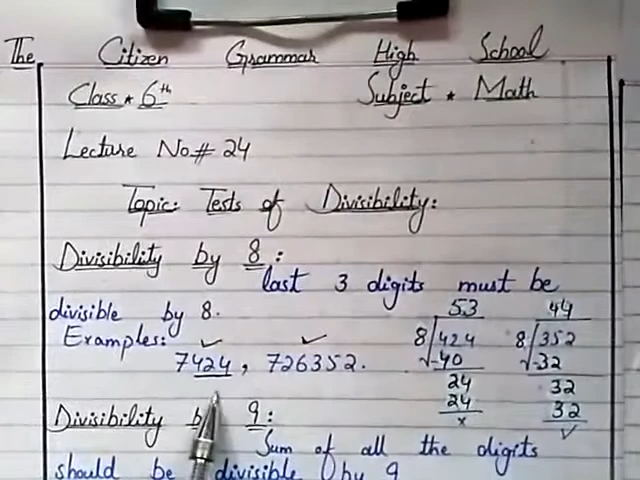 The Citizen Grammar High School
Class * 6th Subject * Math
Lecture No # 24
Topic: Tests of Divisibility:
Divisibility by 8:
last 3 digits must be
divisible by 8.
Examples:
7424, 726352.
53
8 424
-40
24
24
x
44
8 352
-32
32
32
Divisibility by 9:
Sum of all the digits
should be divisible by 9